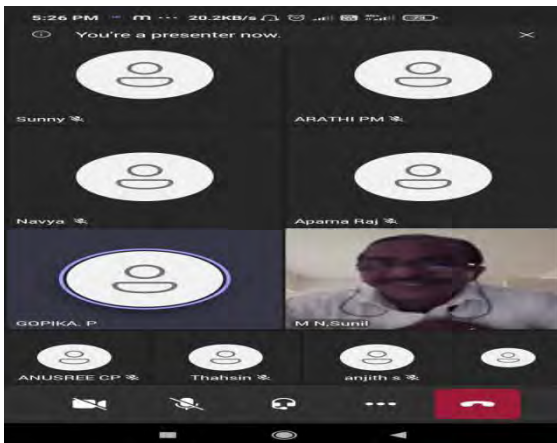 5:26 PM m ... 20.2KB/s
You're a presenter now.
Sunny
ARATHI PM
Navya
Aparna Raj
GOPIKA. P
M N,Sunil
ANUSREE CP
Thahsin
anjith s